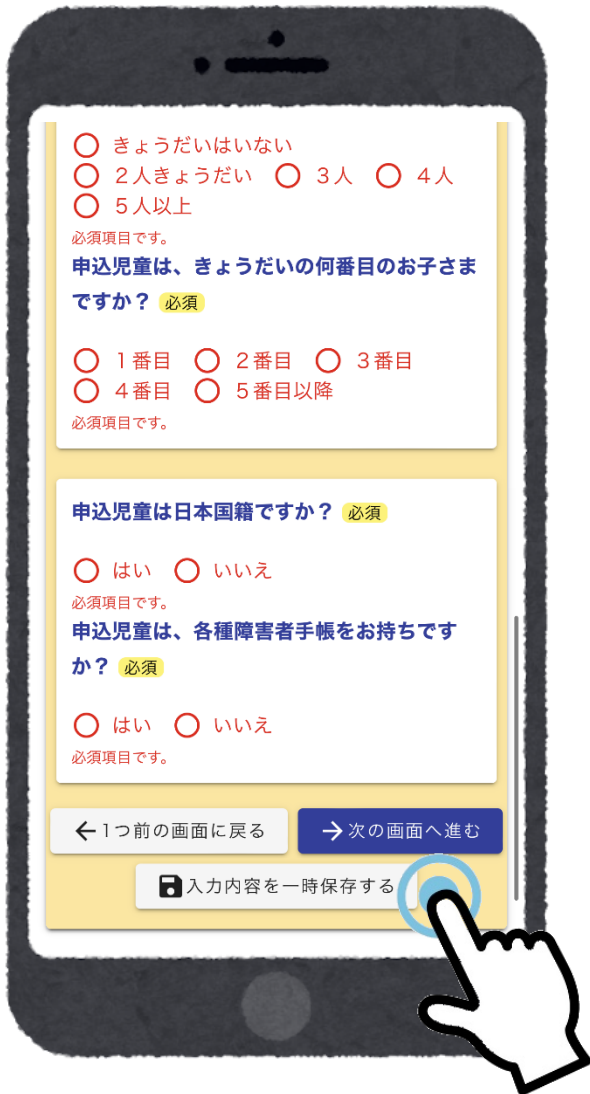 きょうだいはいない
２人きょうだい ３人 ４人
５人以上
必須項目です。
申込児童は、きょうだいの何番目のお子さま
ですか？ 必須
１番目 ２番目 ３番目
４番目 ５番目以降
必須項目です。
申込児童は日本国籍ですか？ 必須
はい いいえ
必須項目です。
申込児童は、各種障害者手帳をお持ちです
か？ 必須
はい いいえ
必須項目です。
←1つ前の画面に戻る →次の画面へ進む
入力内容を一時保存する